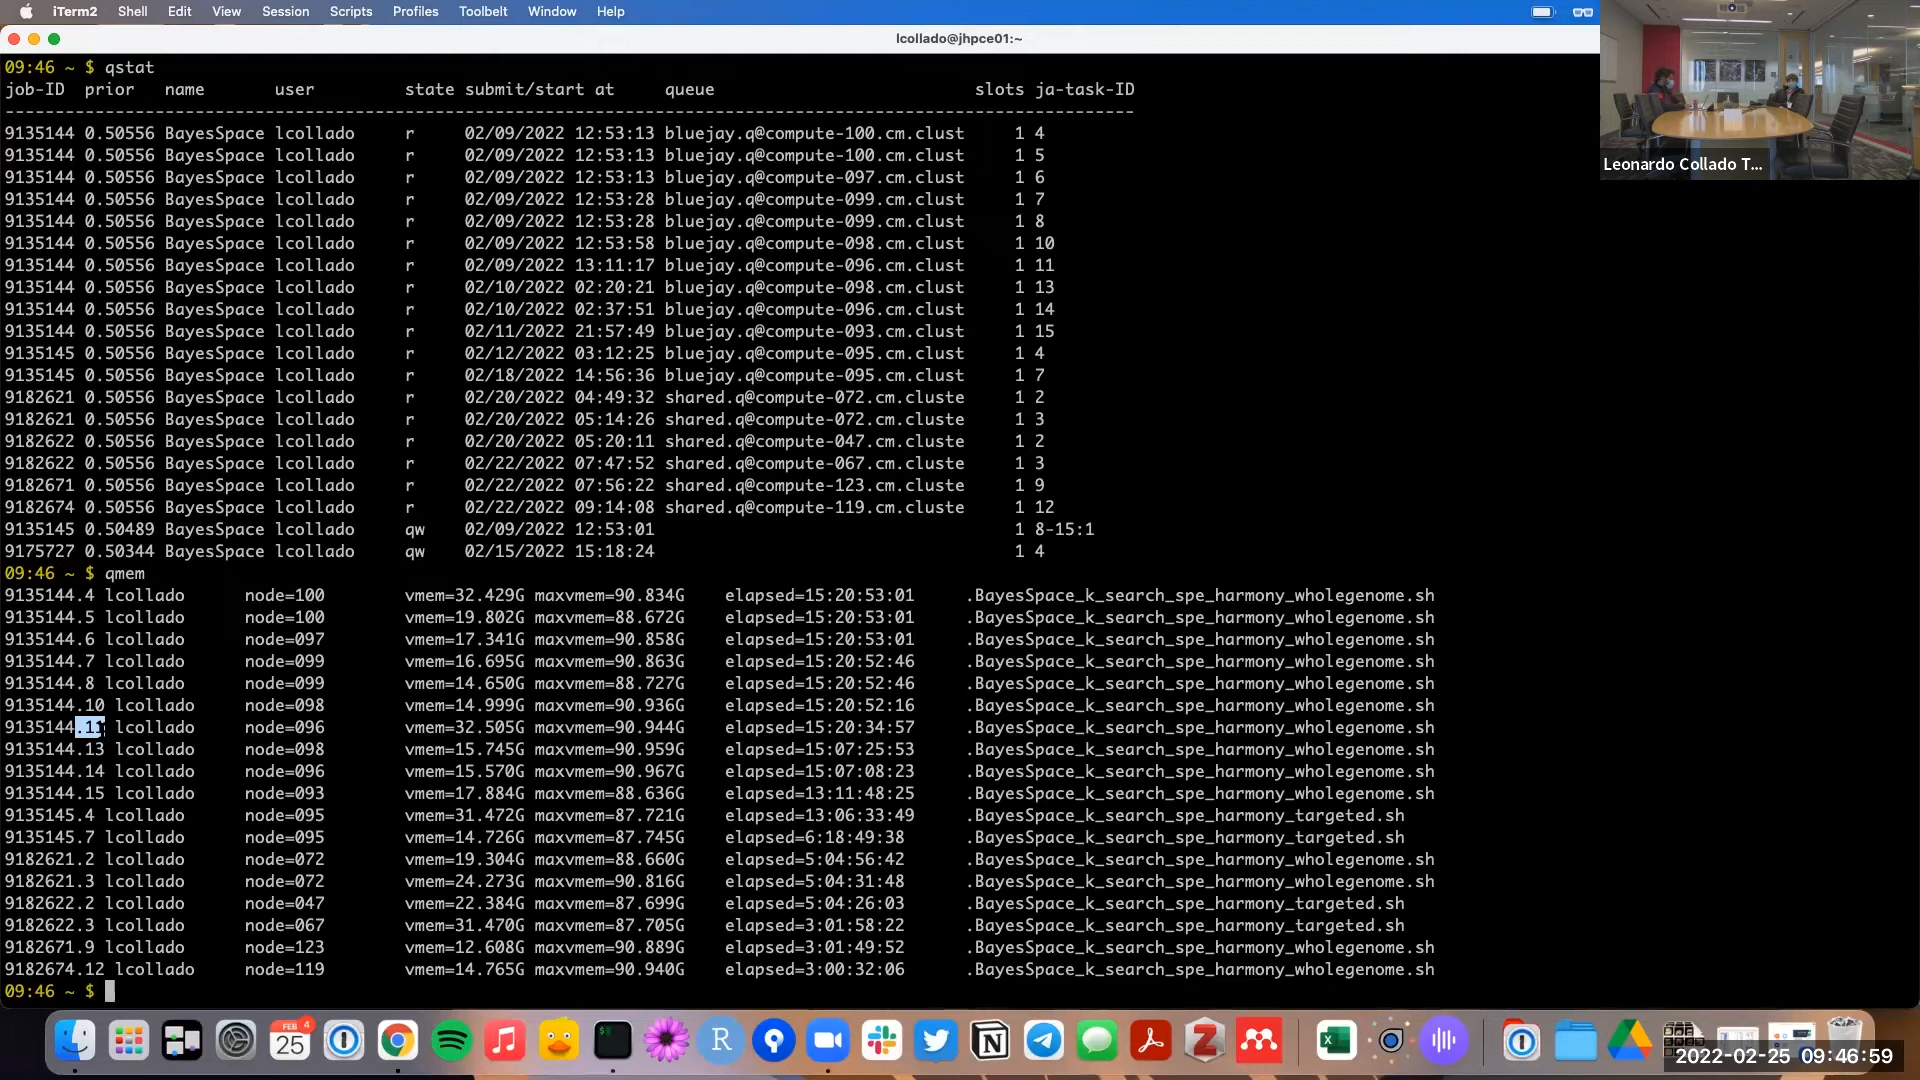 iTerm2 Shell Edit View Session Scripts Profiles Toolbelt Window Help
lcollado@jhpce01:~
09:46 ~ $ qstat
job-ID prior name user state submit/start at queue slots ja-task-ID
------------------------------------------------------------------------------------------------------------------
9135144 0.50556 BayesSpace lcollado r 02/09/2022 12:53:13 bluejay.q@compute-100.cm.clust 1 4
9135144 0.50556 BayesSpace lcollado r 02/09/2022 12:53:13 bluejay.q@compute-100.cm.clust 1 5
9135144 0.50556 BayesSpace lcollado r 02/09/2022 12:53:13 bluejay.q@compute-097.cm.clust 1 6
9135144 0.50556 BayesSpace lcollado r 02/09/2022 12:53:28 bluejay.q@compute-099.cm.clust 1 7
9135144 0.50556 BayesSpace lcollado r 02/09/2022 12:53:28 bluejay.q@compute-099.cm.clust 1 8
9135144 0.50556 BayesSpace lcollado r 02/09/2022 12:53:58 bluejay.q@compute-098.cm.clust 1 10
9135144 0.50556 BayesSpace lcollado r 02/09/2022 13:11:17 bluejay.q@compute-096.cm.clust 1 11
9135144 0.50556 BayesSpace lcollado r 02/10/2022 02:20:21 bluejay.q@compute-098.cm.clust 1 13
9135144 0.50556 BayesSpace lcollado r 02/10/2022 02:37:51 bluejay.q@compute-096.cm.clust 1 14
9135144 0.50556 BayesSpace lcollado r 02/11/2022 21:57:49 bluejay.q@compute-093.cm.clust 1 15
9135145 0.50556 BayesSpace lcollado r 02/12/2022 03:12:25 bluejay.q@compute-095.cm.clust 1 4
9135145 0.50556 BayesSpace lcollado r 02/18/2022 14:56:36 bluejay.q@compute-095.cm.clust 1 7
9182621 0.50556 BayesSpace lcollado r 02/20/2022 04:49:32 shared.q@compute-072.cm.cluste 1 2
9182621 0.50556 BayesSpace lcollado r 02/20/2022 05:14:26 shared.q@compute-072.cm.cluste 1 3
9182622 0.50556 BayesSpace lcollado r 02/20/2022 05:20:11 shared.q@compute-047.cm.cluste 1 2
9182622 0.50556 BayesSpace lcollado r 02/22/2022 07:47:52 shared.q@compute-067.cm.cluste 1 3
9182671 0.50556 BayesSpace lcollado r 02/22/2022 07:56:22 shared.q@compute-123.cm.cluste 1 9
9182674 0.50556 BayesSpace lcollado r 02/22/2022 09:14:08 shared.q@compute-119.cm.cluste 1 12
9135145 0.50489 BayesSpace lcollado qw 02/09/2022 12:53:01 1 8-15:1
9175727 0.50344 BayesSpace lcollado qw 02/15/2022 15:18:24 1 4
09:46 ~ $ qmem
9135144.4 lcollado node=100 vmem=32.429G maxvmem=90.834G elapsed=15:20:53:01 .BayesSpace_k_search_spe_harmony_wholegenome.sh
9135144.5 lcollado node=100 vmem=19.802G maxvmem=88.672G elapsed=15:20:53:01 .BayesSpace_k_search_spe_harmony_wholegenome.sh
9135144.6 lcollado node=097 vmem=17.341G maxvmem=90.858G elapsed=15:20:53:01 .BayesSpace_k_search_spe_harmony_wholegenome.sh
9135144.7 lcollado node=099 vmem=16.695G maxvmem=90.863G elapsed=15:20:52:46 .BayesSpace_k_search_spe_harmony_wholegenome.sh
9135144.8 lcollado node=099 vmem=14.650G maxvmem=88.727G elapsed=15:20:52:46 .BayesSpace_k_search_spe_harmony_wholegenome.sh
9135144.10 lcollado node=098 vmem=14.999G maxvmem=90.936G elapsed=15:20:52:16 .BayesSpace_k_search_spe_harmony_wholegenome.sh
9135144.11 lcollado node=096 vmem=32.505G maxvmem=90.944G elapsed=15:20:34:57 .BayesSpace_k_search_spe_harmony_wholegenome.sh
9135144.13 lcollado node=098 vmem=15.745G maxvmem=90.959G elapsed=15:07:25:53 .BayesSpace_k_search_spe_harmony_wholegenome.sh
9135144.14 lcollado node=096 vmem=15.570G maxvmem=90.967G elapsed=15:07:08:23 .BayesSpace_k_search_spe_harmony_wholegenome.sh
9135144.15 lcollado node=093 vmem=17.884G maxvmem=88.636G elapsed=13:11:48:25 .BayesSpace_k_search_spe_harmony_wholegenome.sh
9135145.4 lcollado node=095 vmem=31.472G maxvmem=87.721G elapsed=13:06:33:49 .BayesSpace_k_search_spe_harmony_targeted.sh
9135145.7 lcollado node=095 vmem=14.726G maxvmem=87.745G elapsed=6:18:49:38 .BayesSpace_k_search_spe_harmony_targeted.sh
9182621.2 lcollado node=072 vmem=19.304G maxvmem=88.660G elapsed=5:04:56:42 .BayesSpace_k_search_spe_harmony_wholegenome.sh
9182621.3 lcollado node=072 vmem=24.273G maxvmem=90.816G elapsed=5:04:31:48 .BayesSpace_k_search_spe_harmony_wholegenome.sh
9182622.2 lcollado node=047 vmem=22.384G maxvmem=87.699G elapsed=5:04:26:03 .BayesSpace_k_search_spe_harmony_targeted.sh
9182622.3 lcollado node=067 vmem=31.470G maxvmem=87.705G elapsed=3:01:58:22 .BayesSpace_k_search_spe_harmony_targeted.sh
9182671.9 lcollado node=123 vmem=12.608G maxvmem=90.889G elapsed=3:01:49:52 .BayesSpace_k_search_spe_harmony_wholegenome.sh
9182674.12 lcollado node=119 vmem=14.765G maxvmem=90.940G elapsed=3:00:32:06 .BayesSpace_k_search_spe_harmony_wholegenome.sh
09:46 ~ $
Leonardo Collado T...
FEB 4
25
2022-02-25 09:46:59